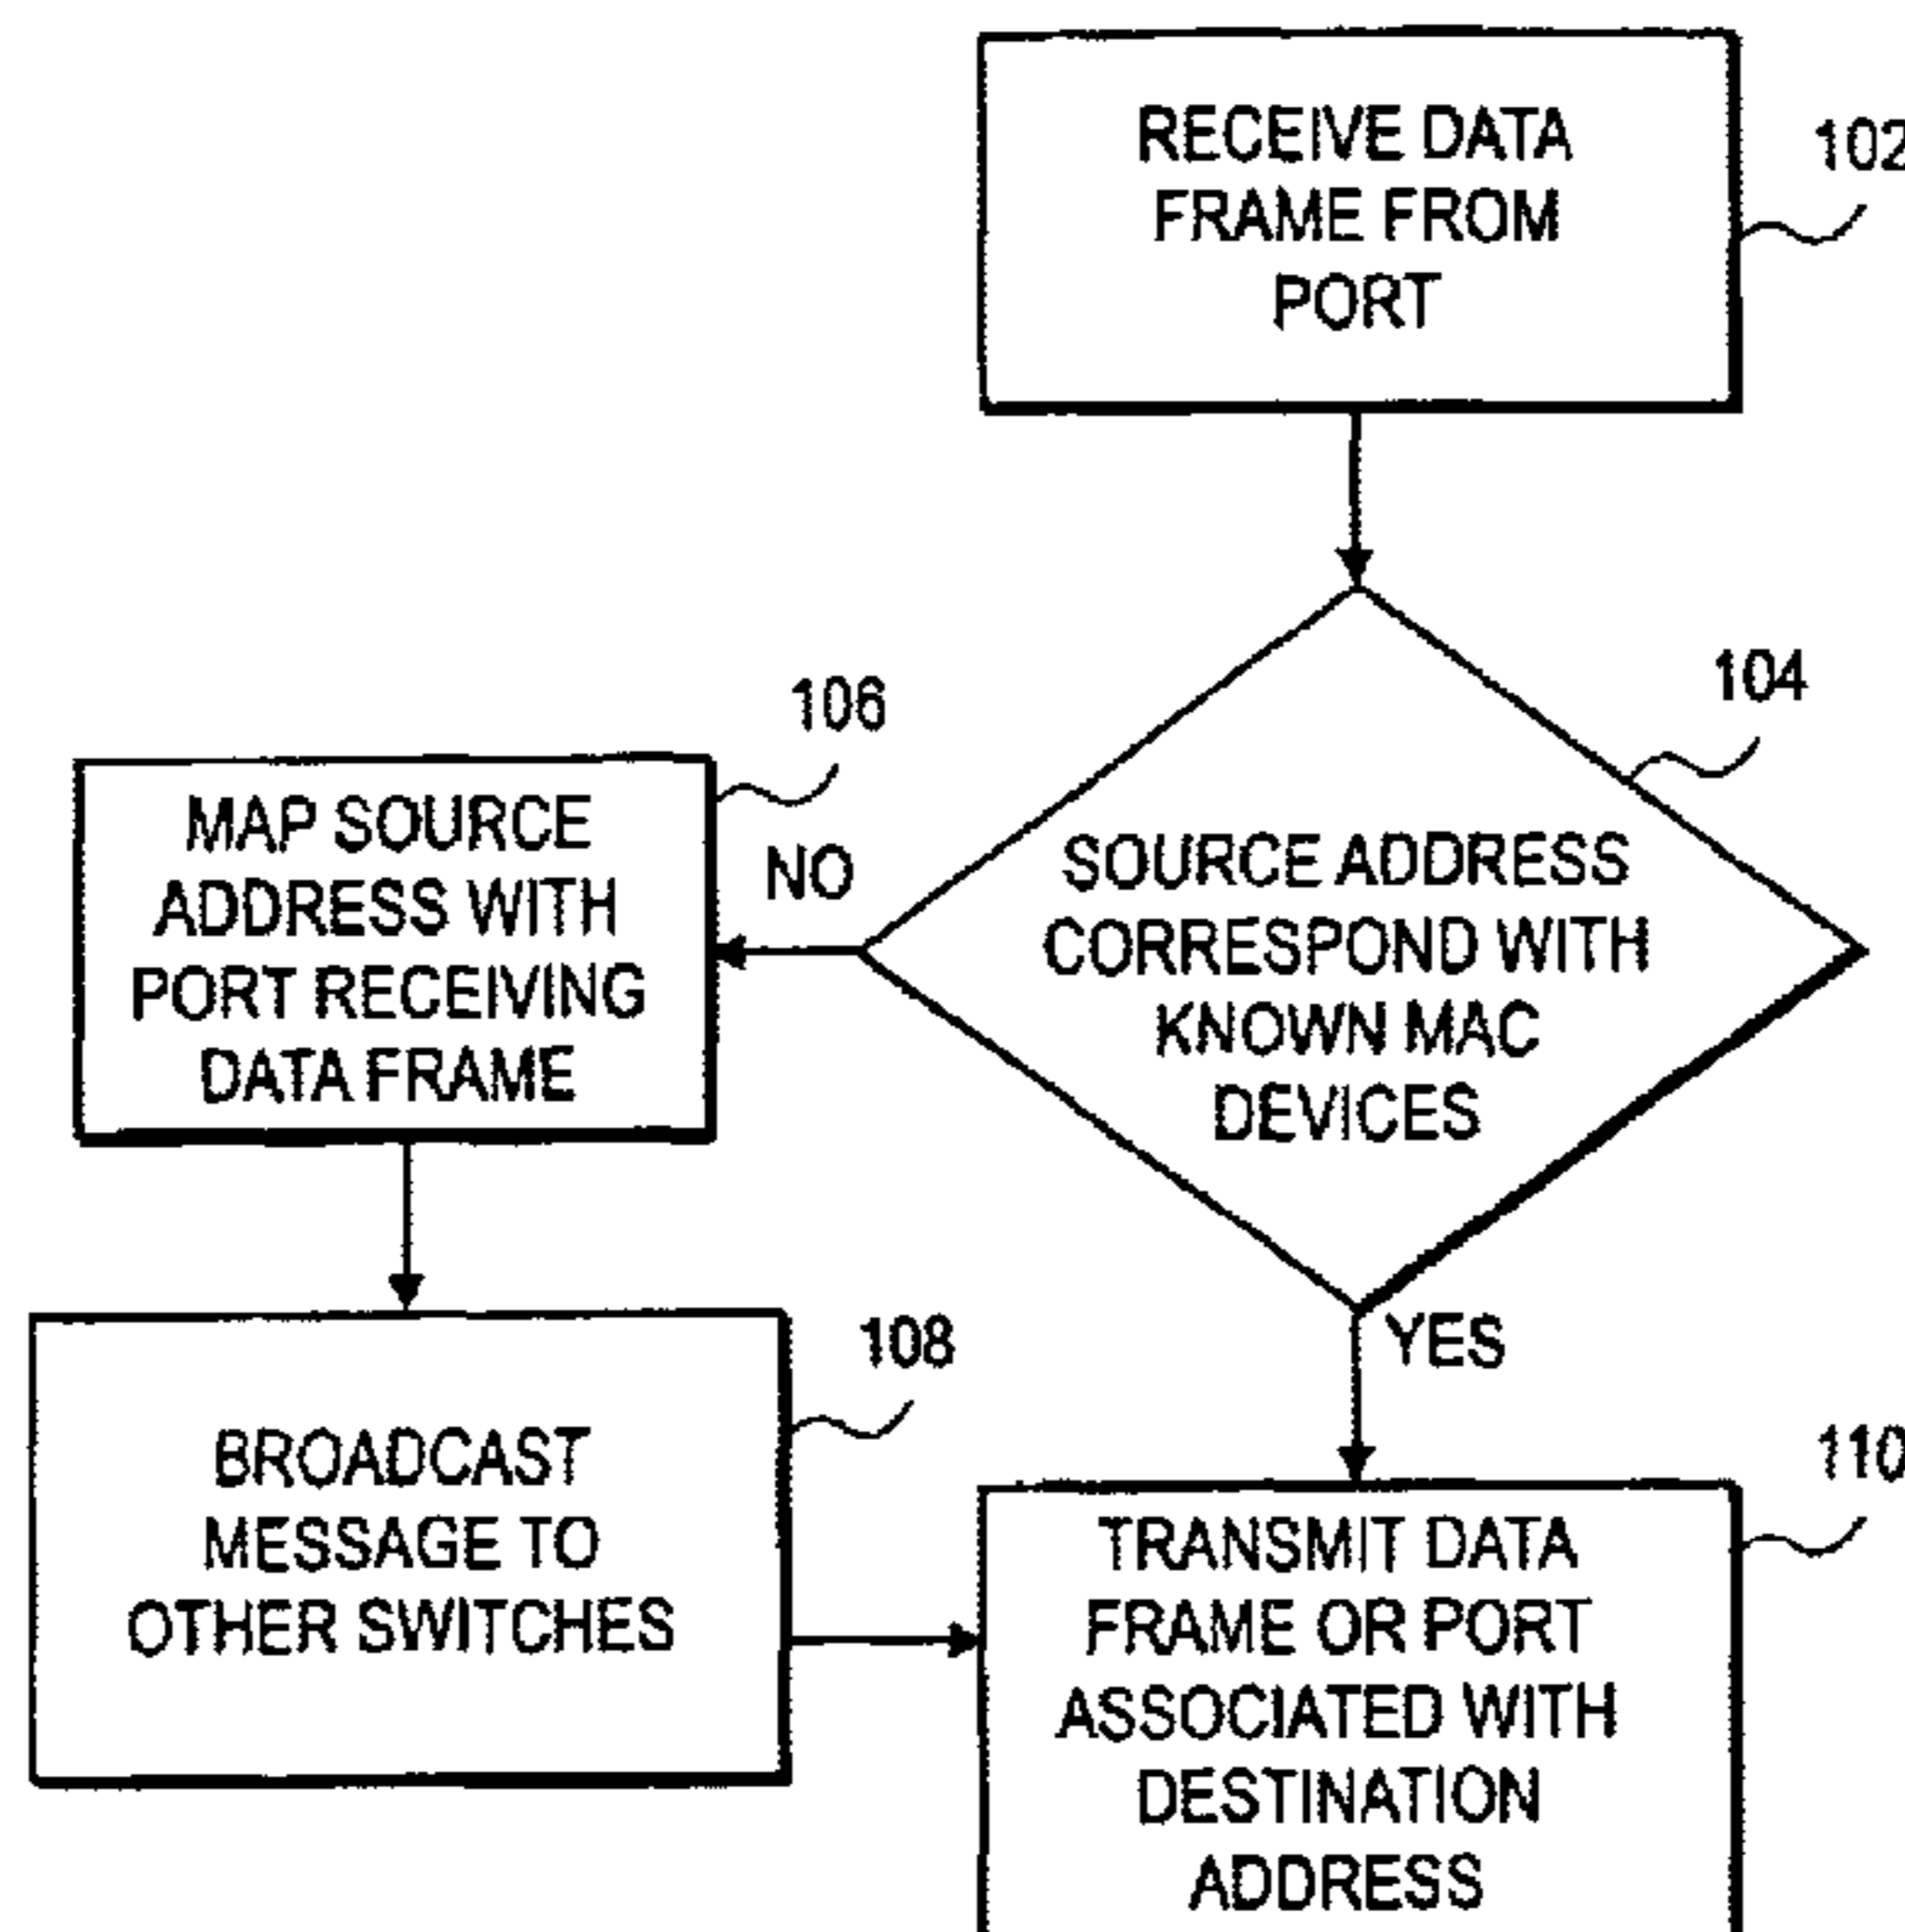 RECEIVE DATA
FRAME FROM
PORT
102
104
SOURCE ADDRESS
CORRESPOND WITH
KNOWN MAC
DEVICES
NO
106
MAP SOURCE
ADDRESS WITH
PORT RECEIVING
DATA FRAME
108
BROADCAST
MESSAGE TO
OTHER SWITCHES
YES
110
TRANSMIT DATA
FRAME OR PORT
ASSOCIATED WITH
DESTINATION
ADDRESS